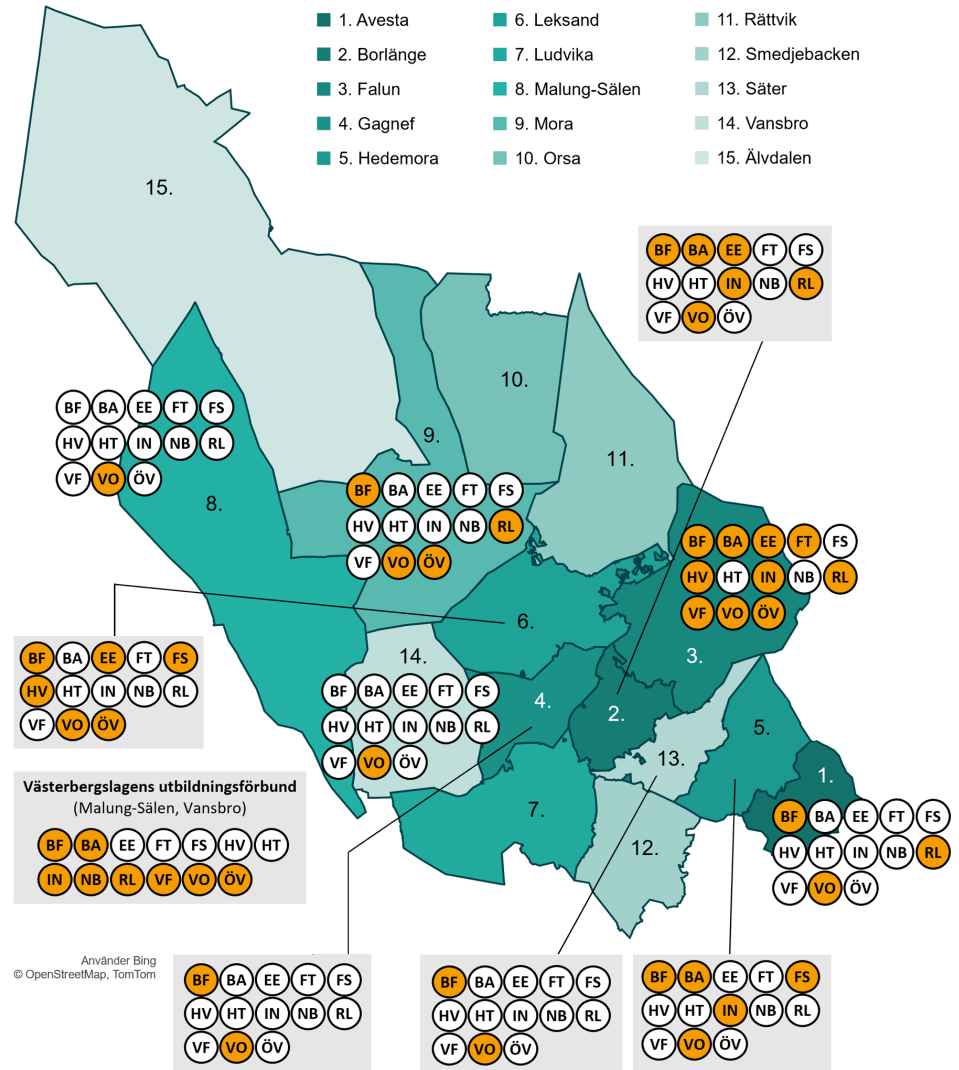 1. Avesta
2. Borlänge
3. Falun
4. Gagnef
5. Hedemora
6. Leksand
7. Ludvika
8. Malung-Sälen
9. Mora
10. Orsa
11. Rättvik
12. Smedjebacken
13. Säter
14. Vansbro
15. Älvdalen
15.
BF BA EE FT FS
HV HT IN NB RL
VF VO ÖV
10.
BF BA EE FT FS
HV HT IN NB RL
VF VO ÖV
8.
9.
11.
BF BA EE FT FS
HV HT IN NB RL
VF VO ÖV
BF BA EE FT FS
HV HT IN NB RL
VF VO ÖV
3.
6.
BF BA EE FT FS
HV HT IN NB RL
VF VO ÖV
14.
BF BA EE FT FS
HV HT IN NB RL
VF VO ÖV
4.
2.
5.
13.
1.
BF BA EE FT FS
HV HT IN NB RL
VF VO ÖV
7.
12.
Västerbergslagens utbildningsförbund
(Malung-Sälen, Vansbro)
BF BA EE FT FS HV HT
IN NB RL VF VO ÖV
Använder Bing
© OpenStreetMap, TomTom
BF BA EE FT FS
HV HT IN NB RL
VF VO ÖV
BF BA EE FT FS
HV HT IN NB RL
VF VO ÖV
BF BA EE FT FS
HV HT IN NB RL
VF VO ÖV